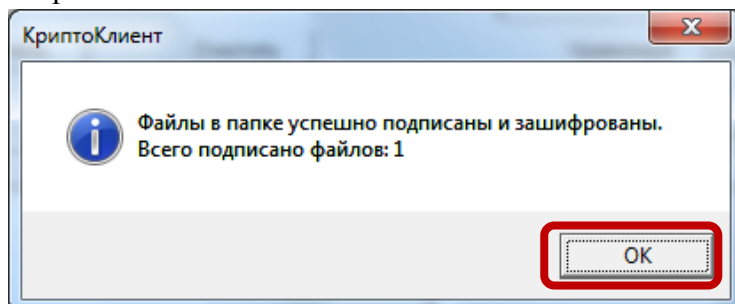 КриптоКлиент
Файлы в папке успешно подписаны и зашифрованы.
Всего подписано файлов: 1
OK